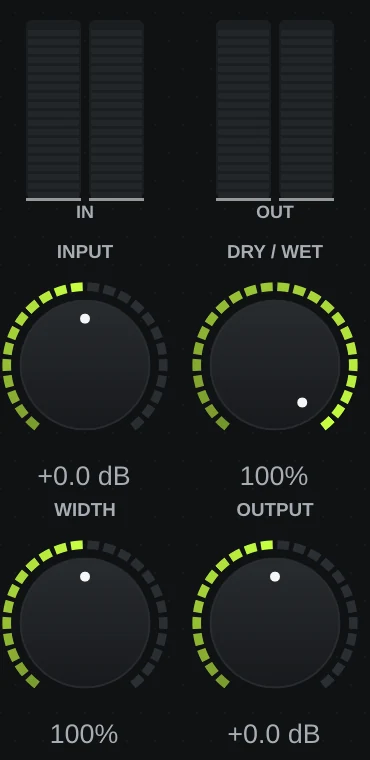 IN OUT
INPUT DRY / WET
+0.0 dB 100%
WIDTH OUTPUT
100% +0.0 dB